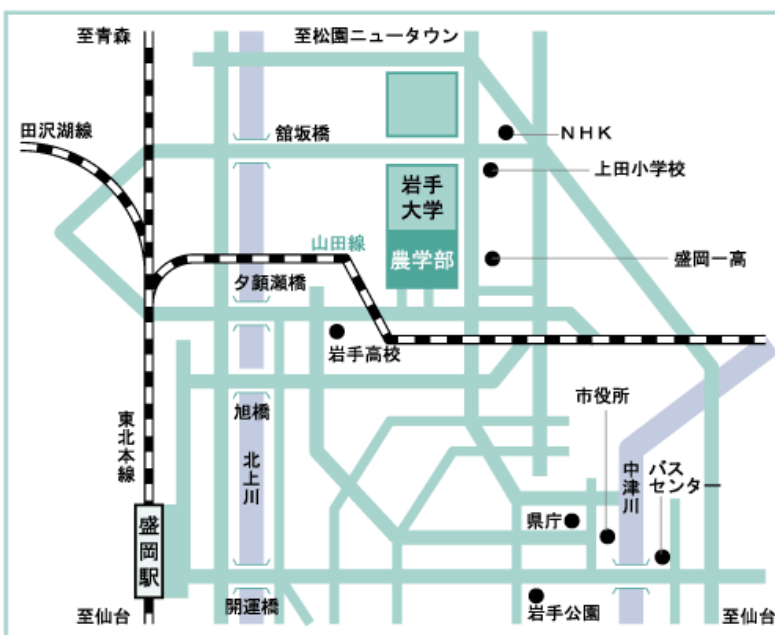 至青森
至松園ニュータウン
田沢湖線
舘坂橋
NHK
上田小学校
岩手
大学
農学部
山田線
盛岡一高
夕顔瀬橋
岩手高校
市役所
旭橋
東北本線
北上川
中津川
バス
センター
盛岡駅
県庁
開運橋
岩手公園
至仙台
至仙台